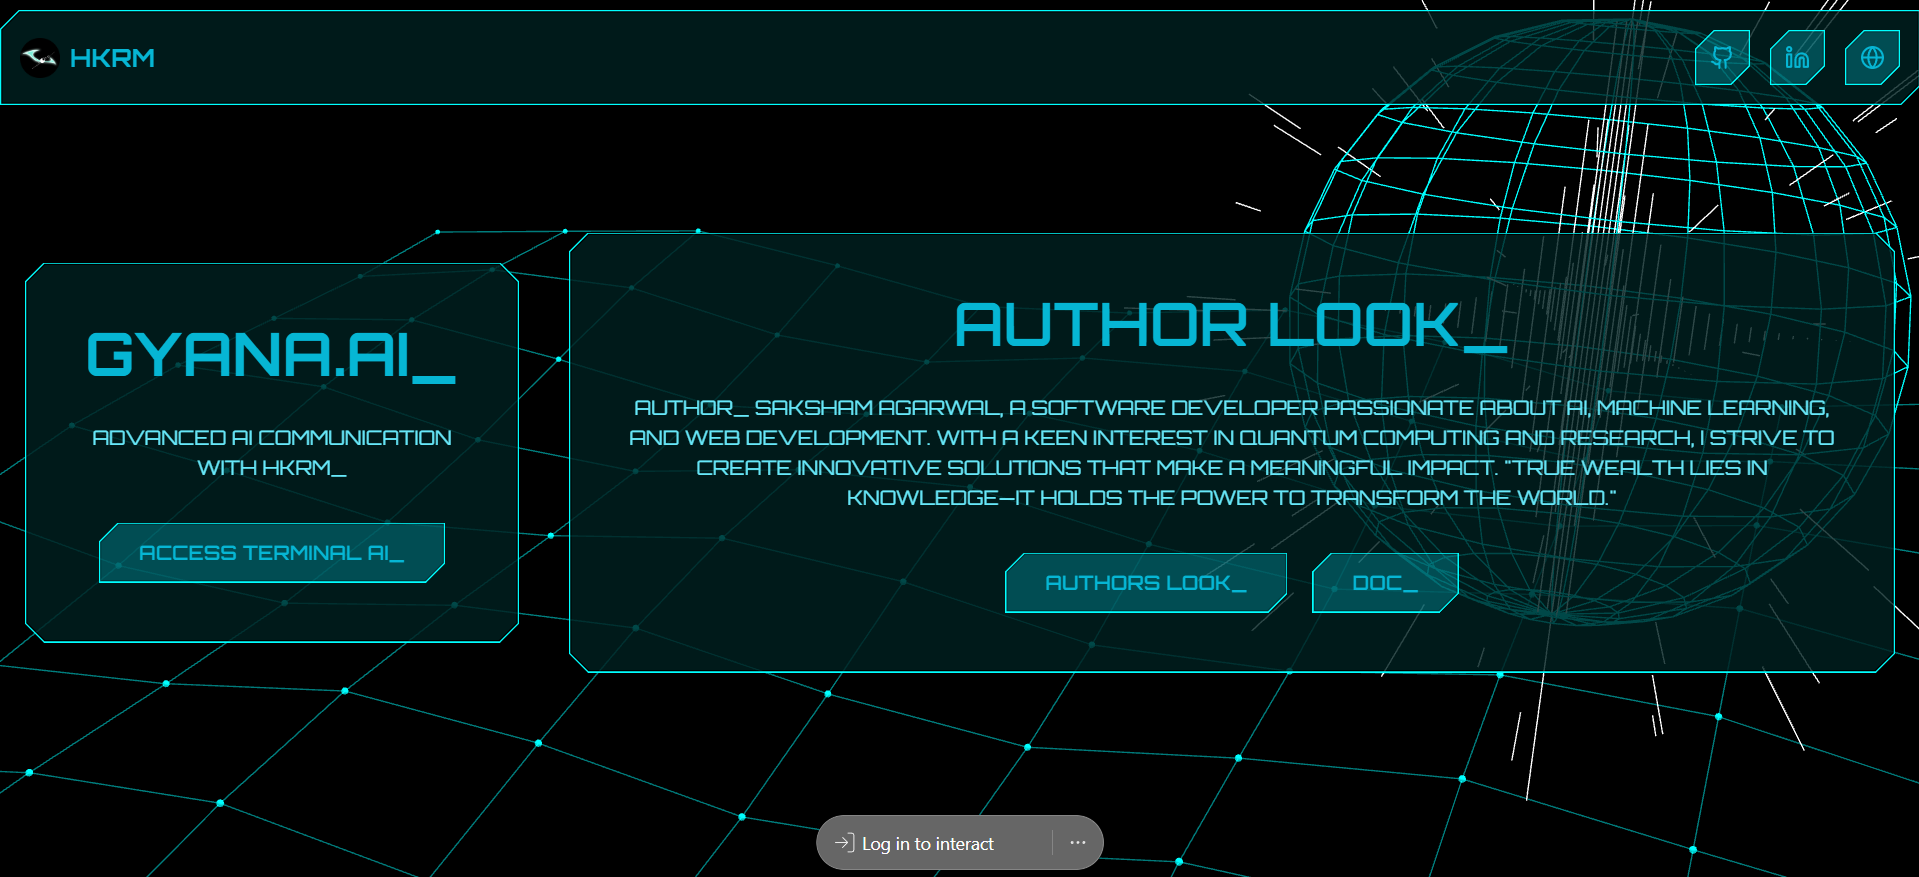 HKRM
GYANA.AI_
ADVANCED AI COMMUNICATION
WITH HKRM_
ACCESS TERMINAL AI_
AUTHOR LOOK_
AUTHOR_ SAKSHAM AGARWAL, A SOFTWARE DEVELOPER PASSIONATE ABOUT AI, MACHINE LEARNING,
AND WEB DEVELOPMENT. WITH A KEEN INTEREST IN QUANTUM COMPUTING AND RESEARCH, I STRIVE TO
CREATE INNOVATIVE SOLUTIONS THAT MAKE A MEANINGFUL IMPACT. "TRUE WEALTH LIES IN
KNOWLEDGE—IT HOLDS THE POWER TO TRANSFORM THE WORLD."
AUTHORS LOOK_
DOC_
Log in to interact